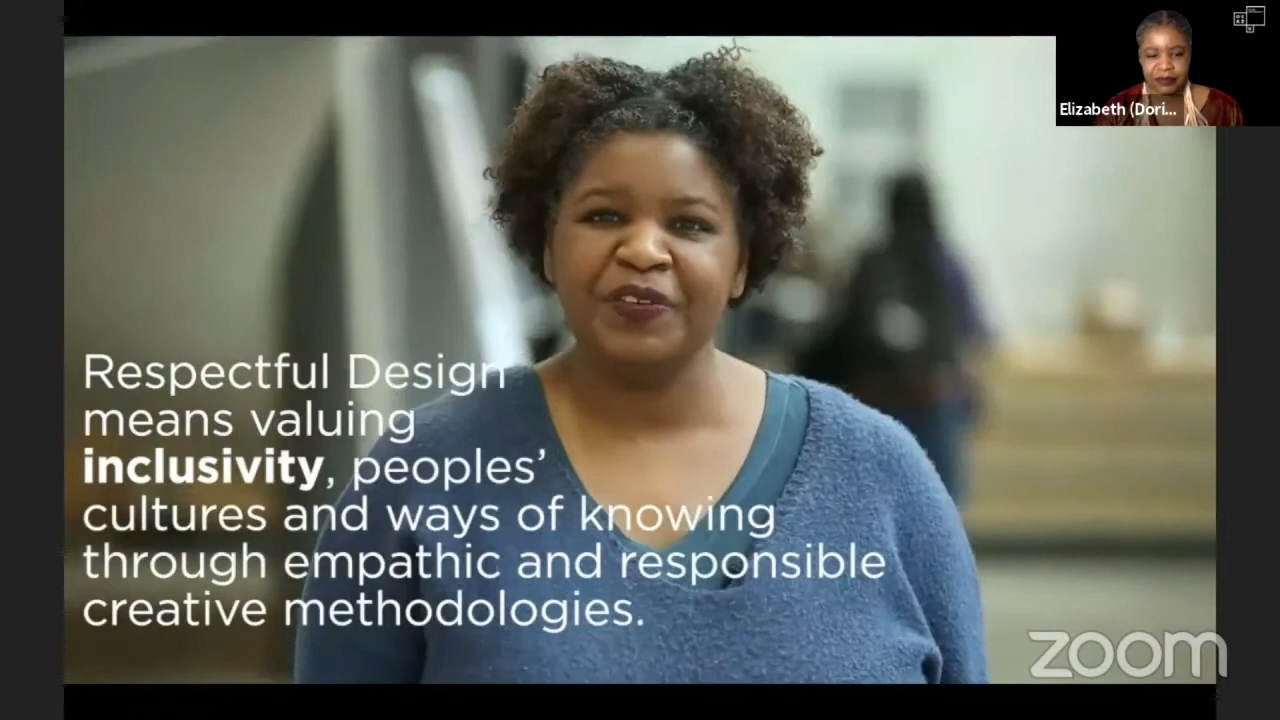 Elizabeth (Dori...
Respectful Design
means valuing
inclusivity, peoples’
cultures and ways of knowing
through empathic and responsible
creative methodologies.
zoom